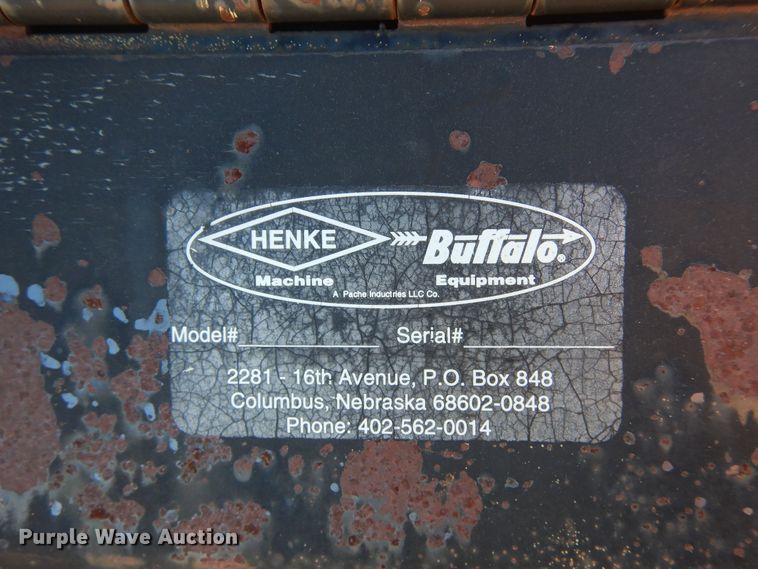 HENKE Buffalo®
Machine Equipment
A Pache Industries LLC Co.
Model# Serial#
2281 - 16th Avenue, P.O. Box 848
Columbus, Nebraska 68602-0848
Phone: 402-562-0014
Purple Wave Auction